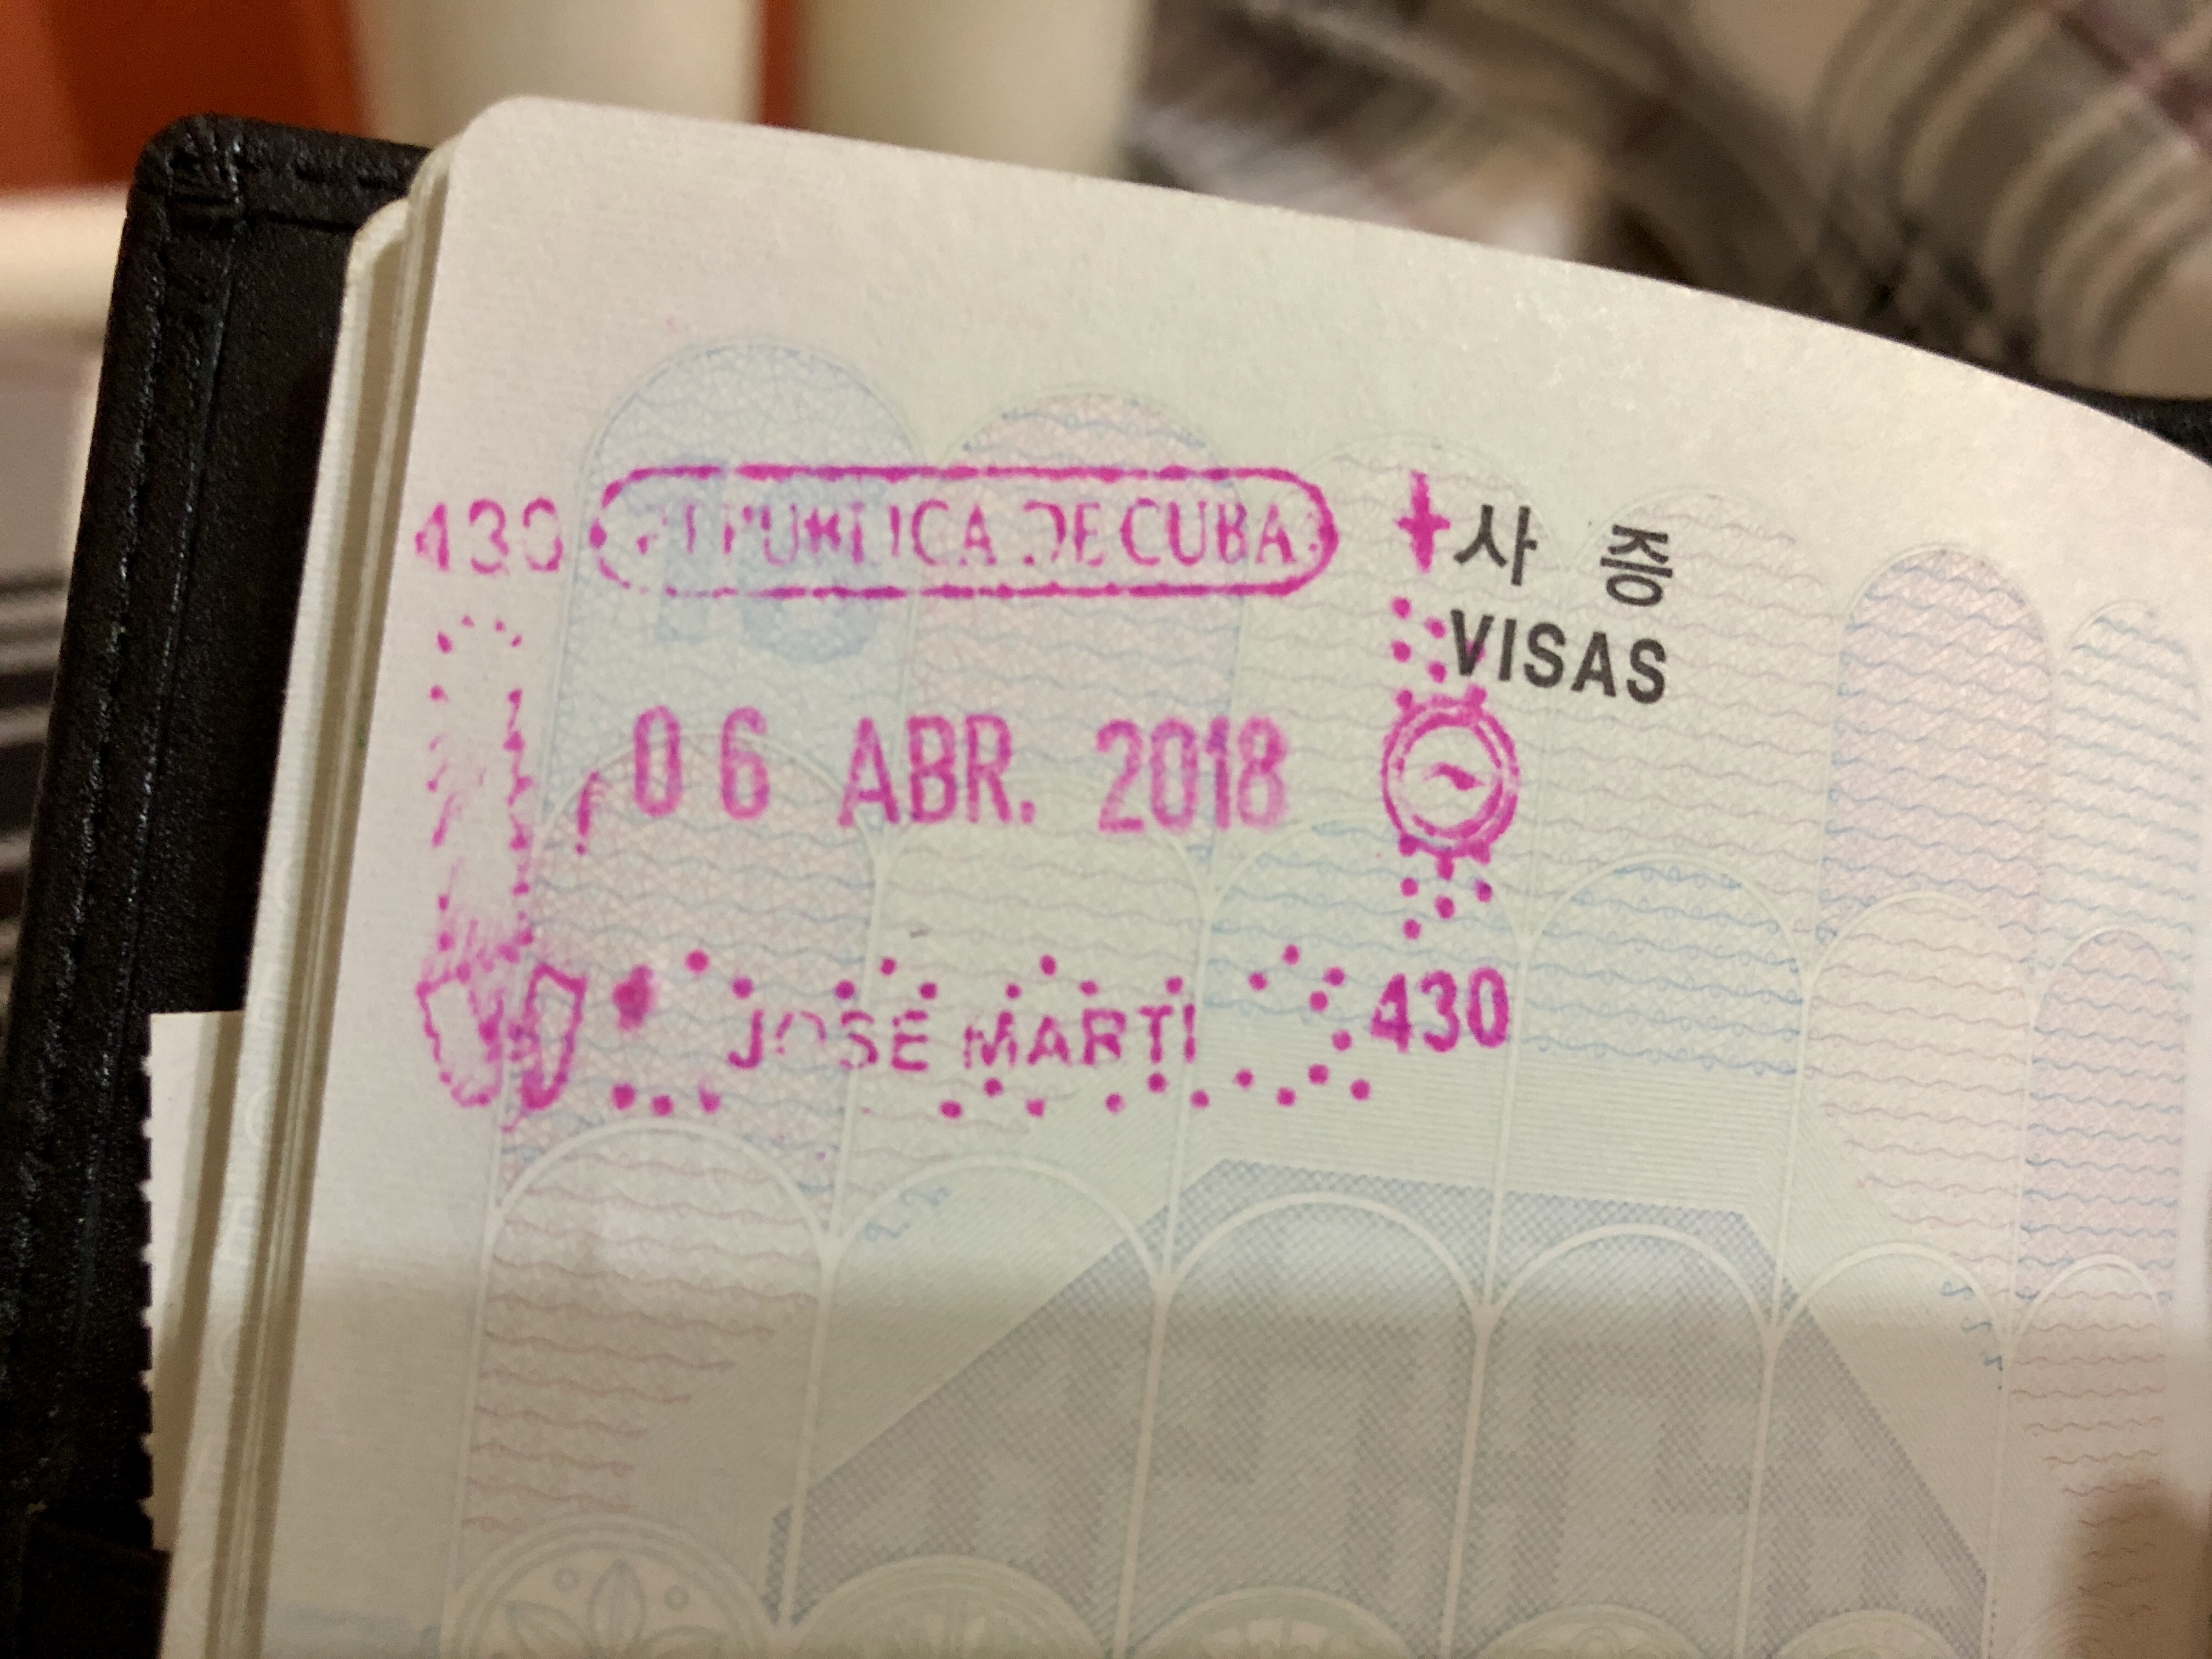 430 REPUBLICA DE CUBA
사 증
VISAS
06 ABR. 2018
JOSE MARTI 430